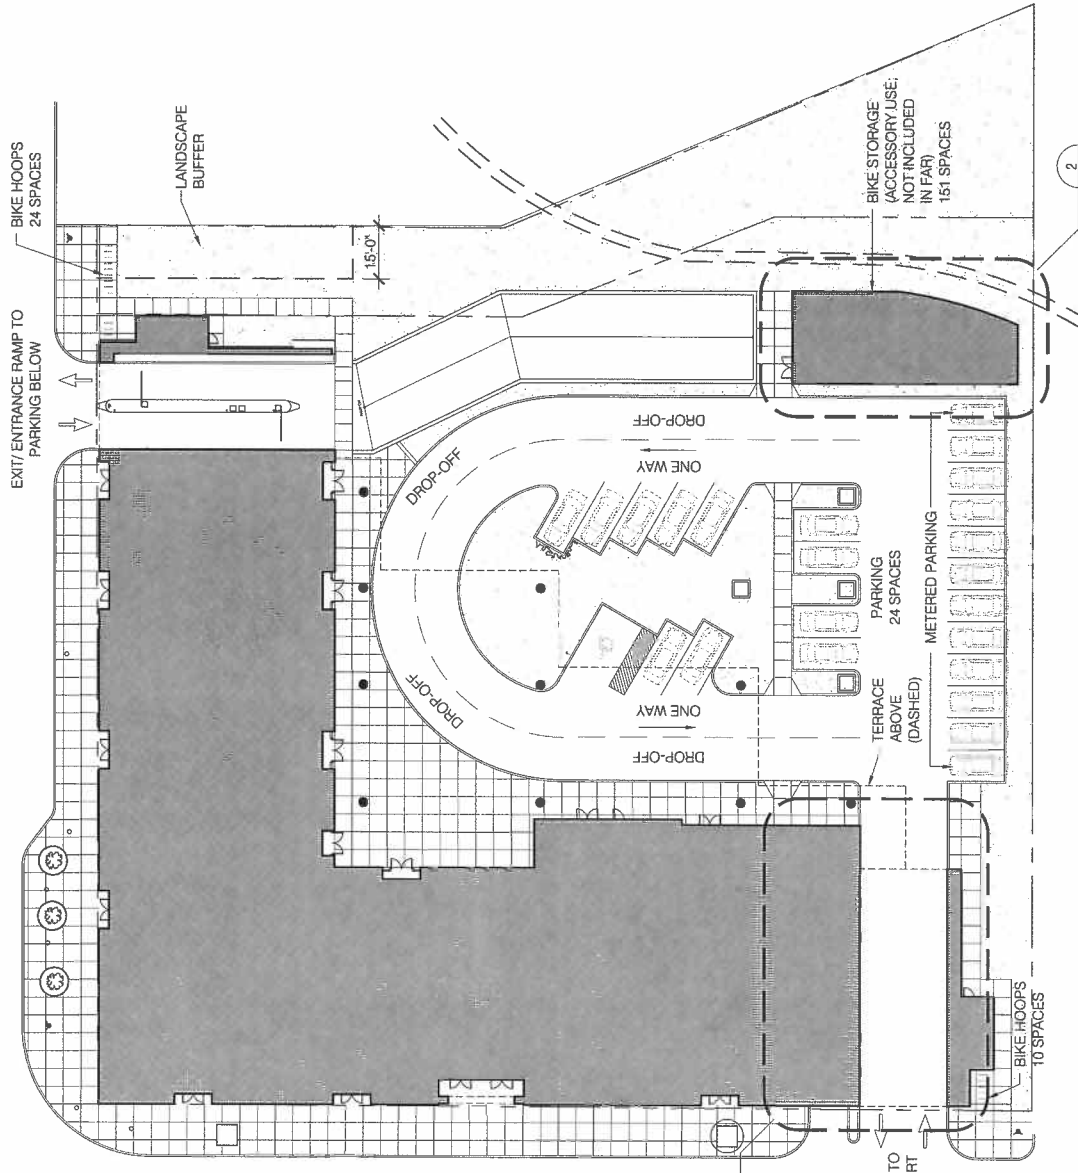 EXIT/ ENTRANCE RAMP TO
PARKING BELOW
BIKE HOOPS
24 SPACES
LANDSCAPE
BUFFER
15'-0"
BIKE STORAGE
(ACCESSORY USE;
NOT INCLUDED
IN FAR)
151 SPACES
2
DROP-OFF
DROP-OFF
DROP-OFF
DROP-OFF
ONE WAY
ONE WAY
PARKING
24 SPACES
METERED PARKING
TERRACE
ABOVE
(DASHED)
BIKE HOOPS
10 SPACES
TO
RT